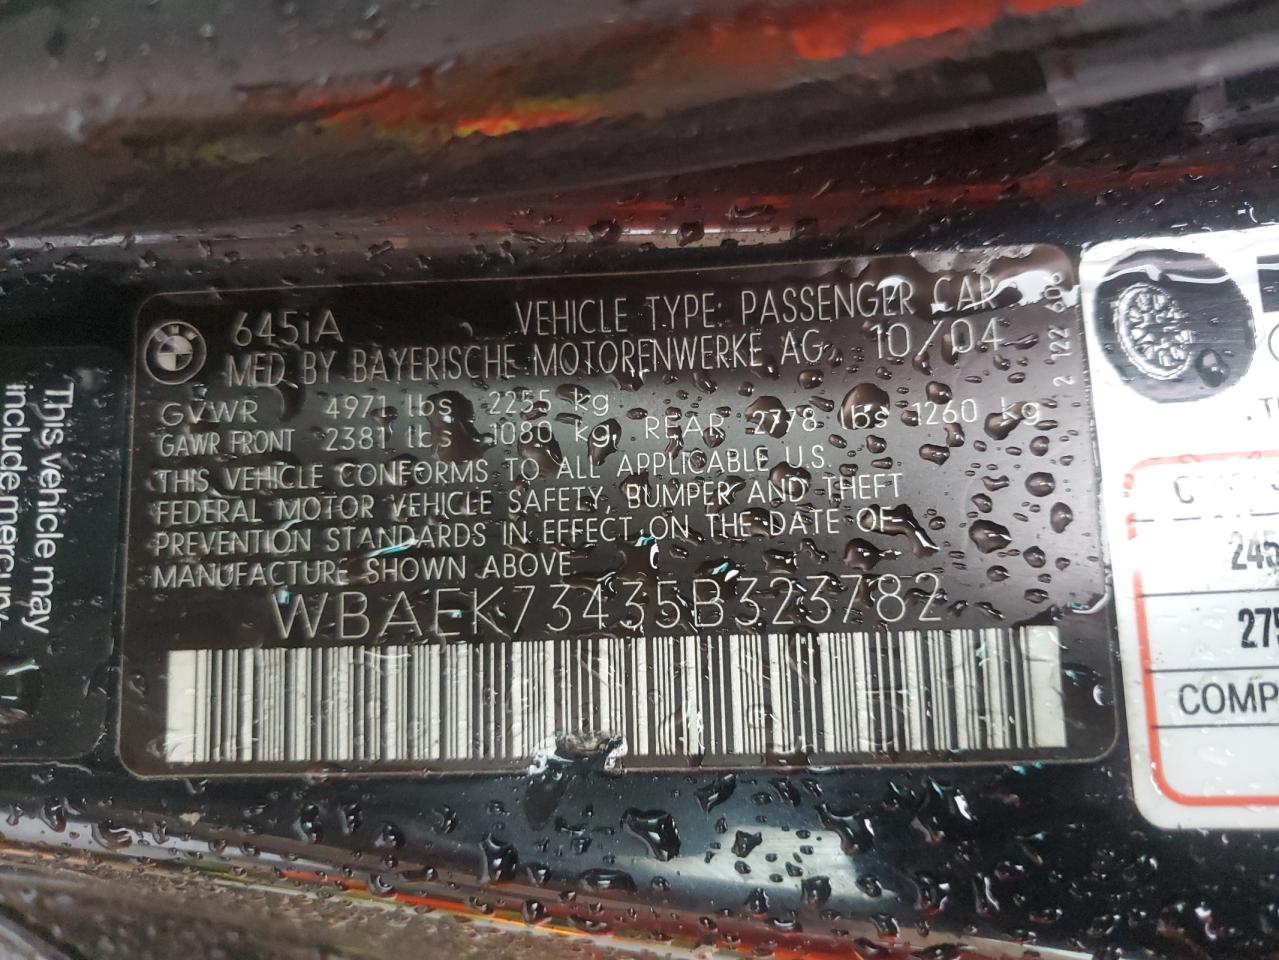 645iA VEHICLE TYPE: PASSENGER CAR
MFD BY BAYERISCHE MOTORENWERKE AG 10/04
GVWR 4971 lbs 2255 kg
GAWR FRONT 2381 lbs 1080 kg, REAR 2778 lbs 1260 kg
THIS VEHICLE CONFORMS TO ALL APPLICABLE U.S.
FEDERAL MOTOR VEHICLE SAFETY, BUMPER AND THEFT
PREVENTION STANDARDS IN EFFECT ON THE DATE OF
MANUFACTURE SHOWN ABOVE
WBAEK73435B323782
2 122 606
This vehicle may
include mercury-
245
COMP